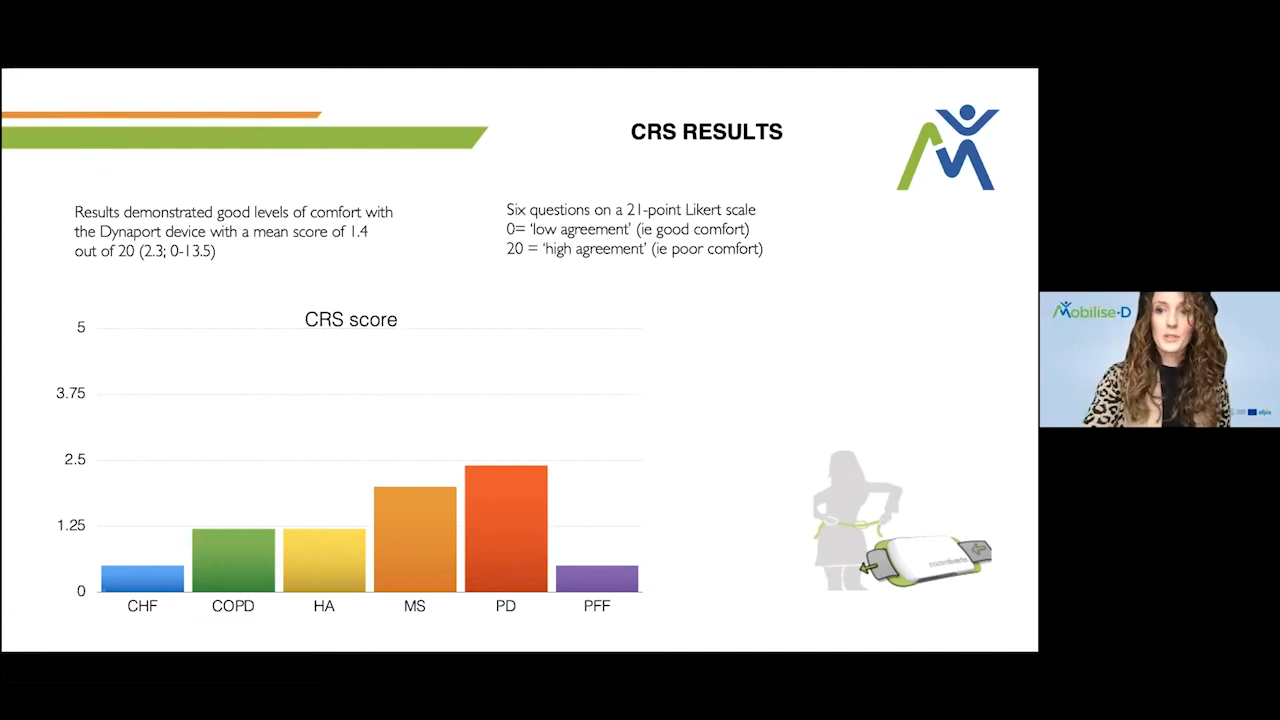 CRS RESULTS
Results demonstrated good levels of comfort with
the Dynaport device with a mean score of 1.4
out of 20 (2.3; 0-13.5)
Six questions on a 21-point Likert scale
0= ‘low agreement’ (ie good comfort)
20 = ‘high agreement’ (ie poor comfort)
CRS score
5
3.75
2.5
1.25
0
CHF
COPD
HA
MS
PD
PFF
Mobilise-D
efpia